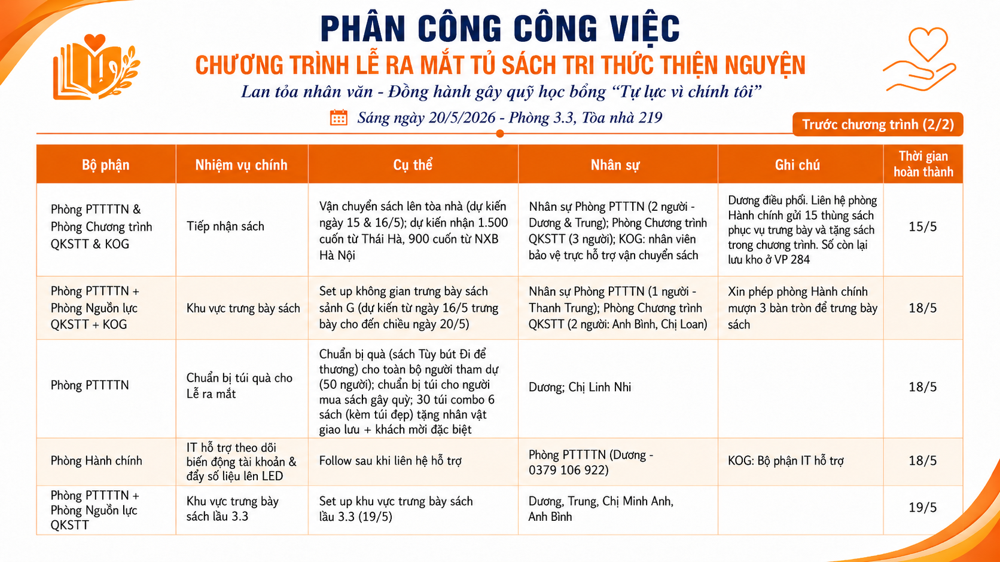 PHÂN CÔNG CÔNG VIỆC
CHƯƠNG TRÌNH LỄ RA MẮT TỦ SÁCH TRI THỨC THIỆN NGUYỆN
Lan tỏa nhân văn - Đồng hành gây quỹ học bổng “Tự lực vì chính tôi”
Sáng ngày 20/5/2026 - Phòng 3.3, Tòa nhà 219
Trước chương trình (2/2)
Bộ phận
Nhiệm vụ chính
Cụ thể
Nhân sự
Ghi chú
Thời gian
hoàn thành
Phòng PTTTTN &
Phòng Chương trình
QKSTT & KOG
Tiếp nhận sách
Vận chuyển sách lên tòa nhà (dự kiến
ngày 15 & 16/5); dự kiến nhận 1.500
cuốn từ Thái Hà, 900 cuốn từ NXB
Hà Nội
Nhân sự Phòng PTTTN (2 người -
Dương & Trung); Phòng Chương trình
QKSTT (3 người); KOG: nhân viên
bảo vệ trực hỗ trợ vận chuyển sách
Dương điều phối. Liên hệ phòng
Hành chính gửi 15 thùng sách
phục vụ trưng bày và tặng sách
trong chương trình. Số còn lại
lưu kho ở VP 284
15/5
Phòng PTTTTN +
Phòng Nguồn lực
QKSTT + KOG
Khu vực trưng bày sách
Set up không gian trưng bày sách
sảnh G (dự kiến từ ngày 16/5 trưng
bày cho đến chiều ngày 20/5)
Nhân sự Phòng PTTTN (1 người -
Thanh Trung); Phòng Chương trình
QKSTT (2 người: Anh Bình, Chị Loan)
Xin phép phòng Hành chính
mượn 3 bàn tròn để trưng bày
sách
18/5
Phòng PTTTTN
Chuẩn bị túi quà cho
Lễ ra mắt
Chuẩn bị quà (sách Tùy bút Đi để
thương) cho toàn bộ người tham dự
(50 người); chuẩn bị túi cho người
mua sách gây quỳ; 30 túi combo 6
sách (kèm túi đẹp) tặng nhân vật
giao lưu + khách mời đặc biệt
Dương; Chị Linh Nhi
18/5
Phòng Hành chính
IT hỗ trợ theo dõi
biến động tài khoản &
đẩy số liệu lên LED
Follow sau khi liên hệ hỗ trợ
Phòng PTTTTN (Dương -
0379 106 922)
KOG: Bộ phận IT hỗ trợ
18/5
Phòng PTTTTN +
Phòng Nguồn lực
QKSTT
Khu vực trưng bày
sách lầu 3.3
Set up khu vực trưng bày sách
lầu 3.3 (19/5)
Dương, Trung, Chị Minh Anh,
Anh Bình
19/5